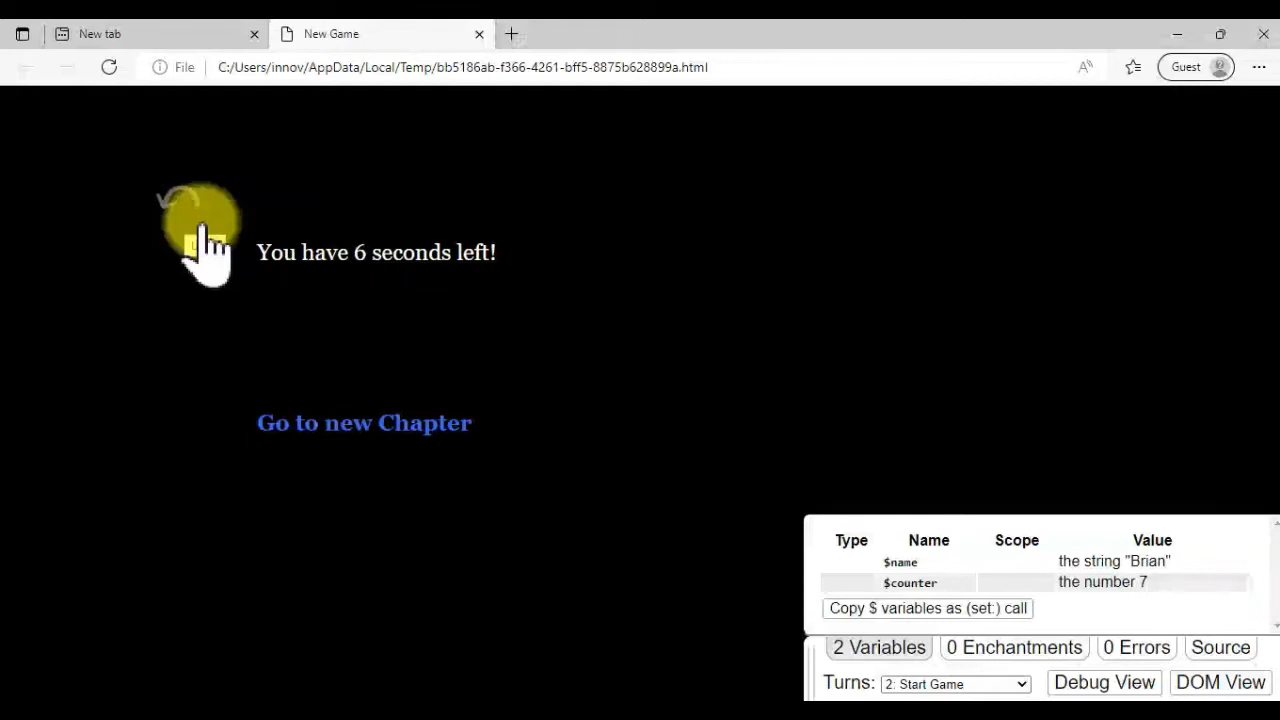 New tab
New Game
File
C:/Users/innov/AppData/Local/Temp/bb5186ab-f366-4261-bff5-8875b628899a.html
Guest
You have 6 seconds left!
Go to new Chapter
Type Name Scope Value
$name the string "Brian"
$counter the number 7
Copy $ variables as (set:) call
2 Variables 0 Enchantments 0 Errors Source
Turns: 2: Start Game Debug View DOM View